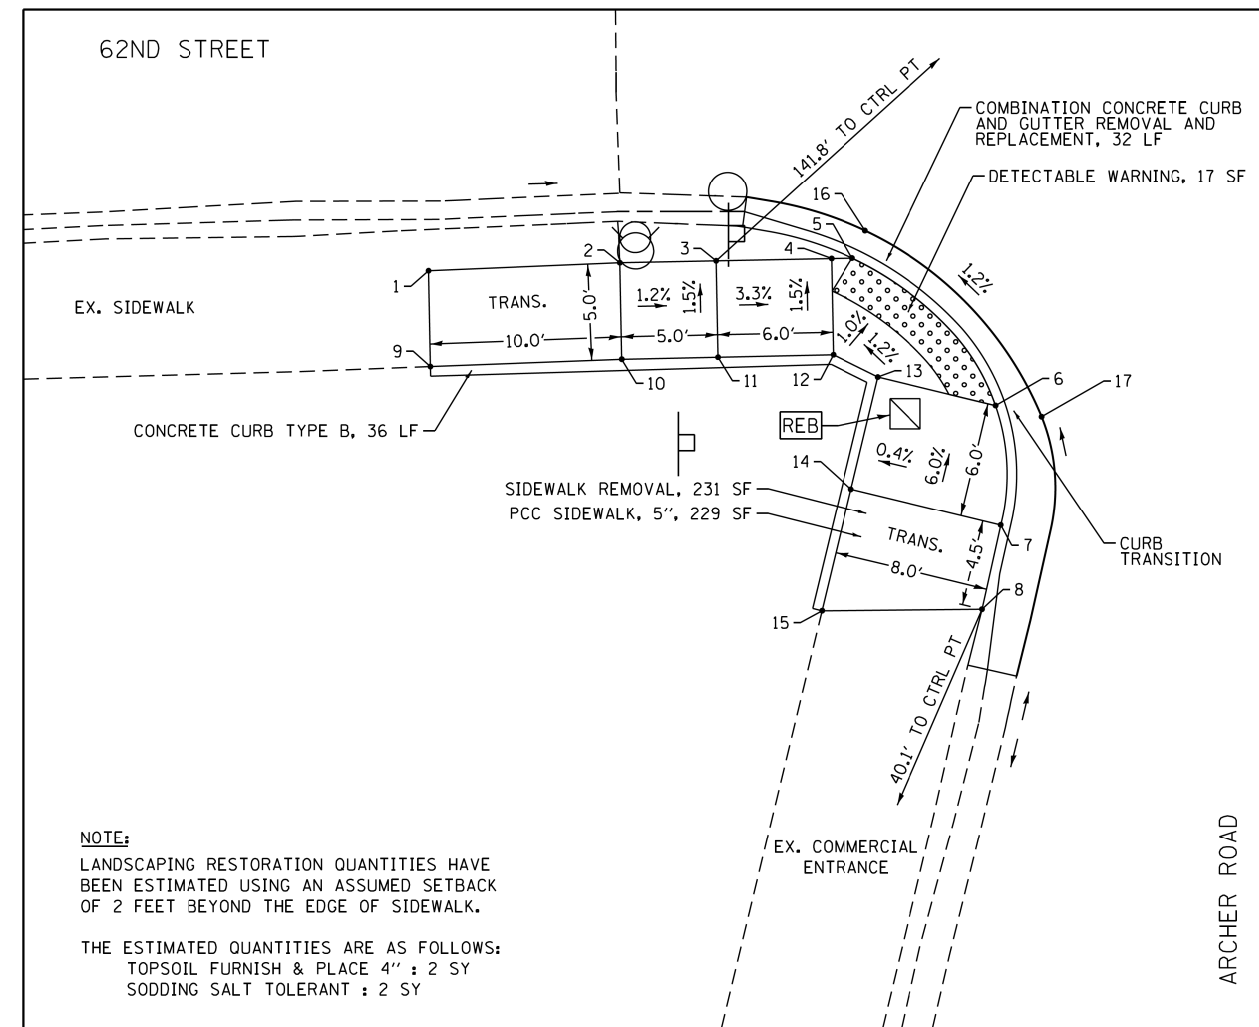 62ND STREET
141.8' TO CTRL PT
COMBINATION CONCRETE CURB
AND GUTTER REMOVAL AND
REPLACEMENT, 32 LF
DETECTABLE WARNING, 17 SF
16
5
4
3
2
1
1.2%
EX. SIDEWALK
TRANS.
5.0'
1.2%
1.5%
3.3%
1.5%
10.0'
5.0'
6.0'
1.0%
1.2%
9
10
11
12
13
6
17
CONCRETE CURB TYPE B, 36 LF
REB
0.4%
6.0%
6.0'
14
SIDEWALK REMOVAL, 231 SF
PCC SIDEWALK, 5", 229 SF
TRANS.
4.5'
7
8.0'
CURB
TRANSITION
8
15
40.1' TO CTRL PT
NOTE:
LANDSCAPING RESTORATION QUANTITIES HAVE
BEEN ESTIMATED USING AN ASSUMED SETBACK
OF 2 FEET BEYOND THE EDGE OF SIDEWALK.
THE ESTIMATED QUANTITIES ARE AS FOLLOWS:
TOPSOIL FURNISH & PLACE 4" : 2 SY
SODDING SALT TOLERANT : 2 SY
EX. COMMERCIAL
ENTRANCE
ARCHER ROAD